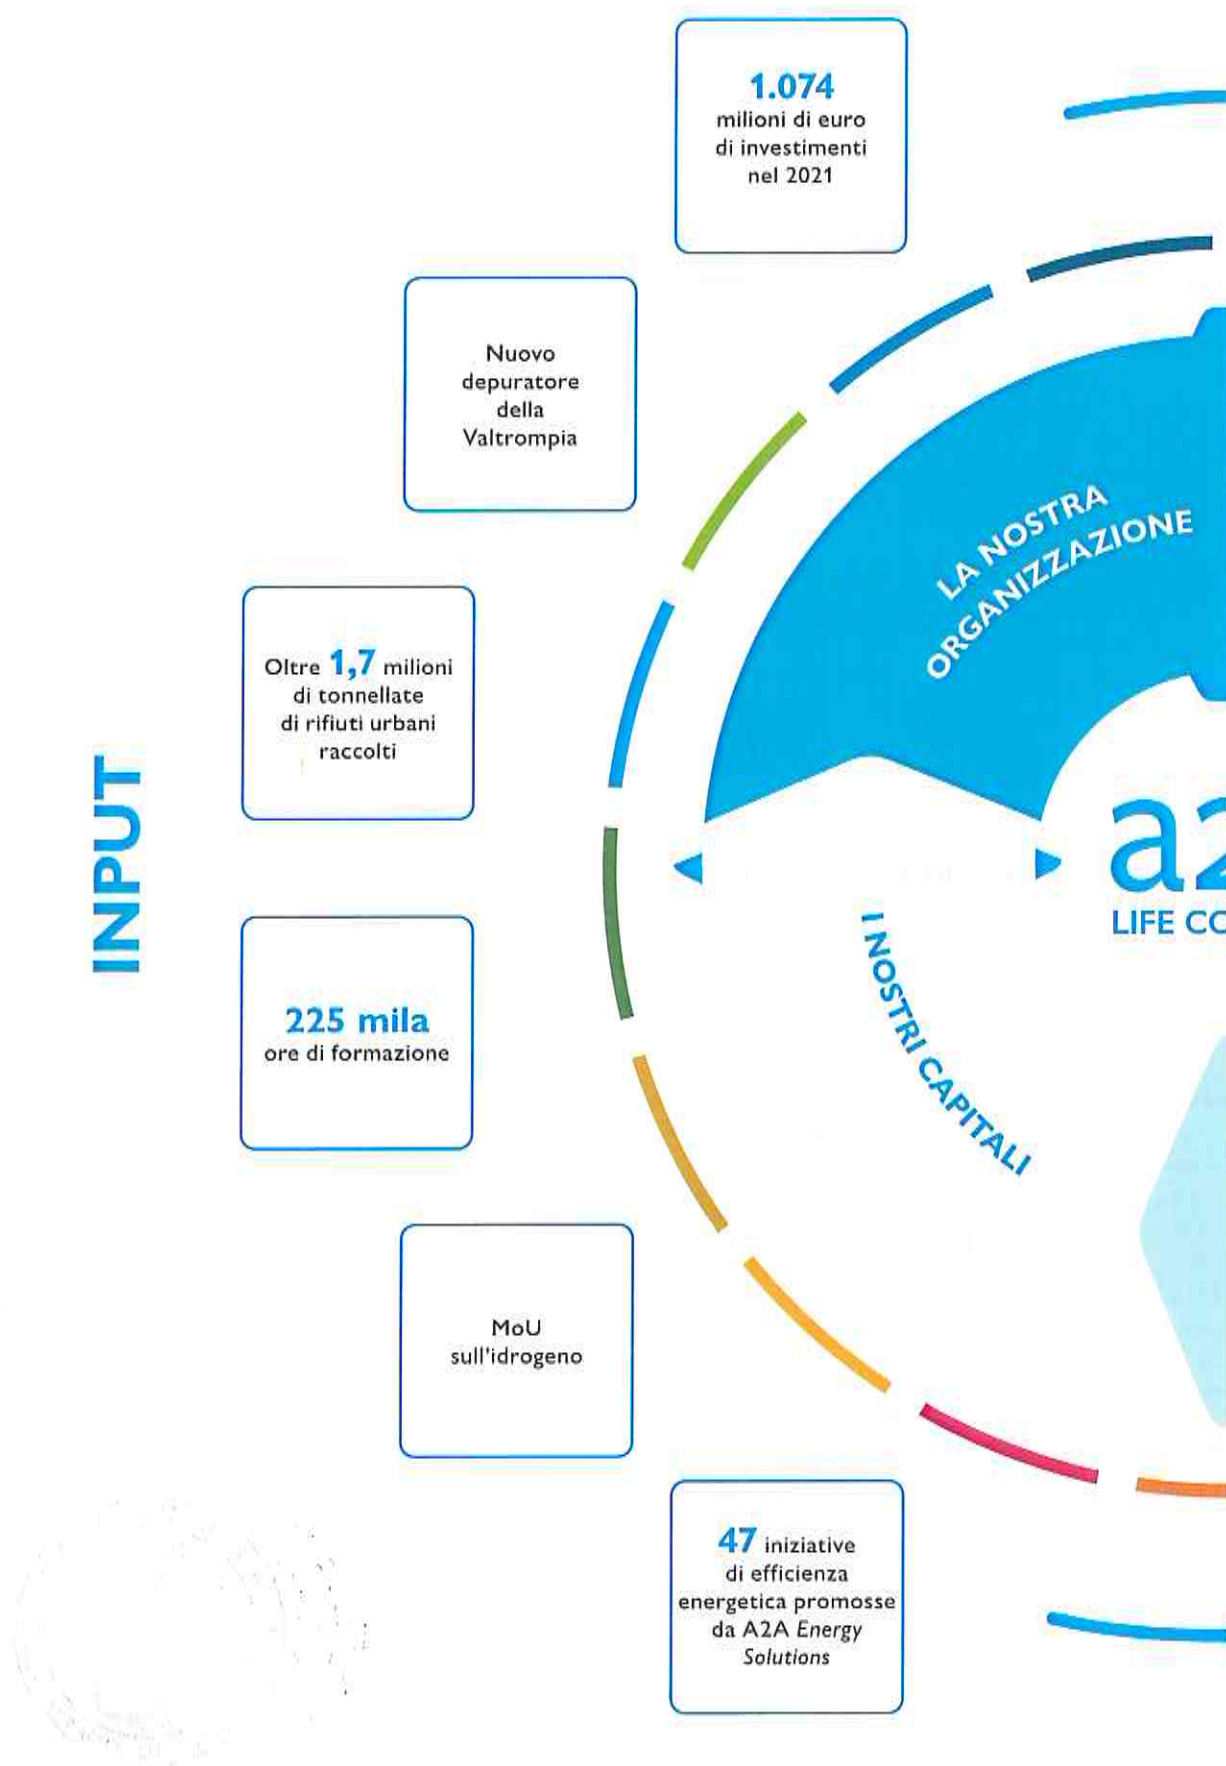 1.074
milioni di euro
di investimenti
nel 2021
Nuovo
depuratore
della
Valtrompia
Oltre 1,7 milioni
di tonnellate
di rifiuti urbani
raccolti
INPUT
225 mila
ore di formazione
MoU
sull'idrogeno
47 iniziative
di efficienza
energetica promosse
da A2A Energy
Solutions
LA NOSTRA
ORGANIZZAZIONE
a2
LIFE CO
I NOSTRI CAPITALI